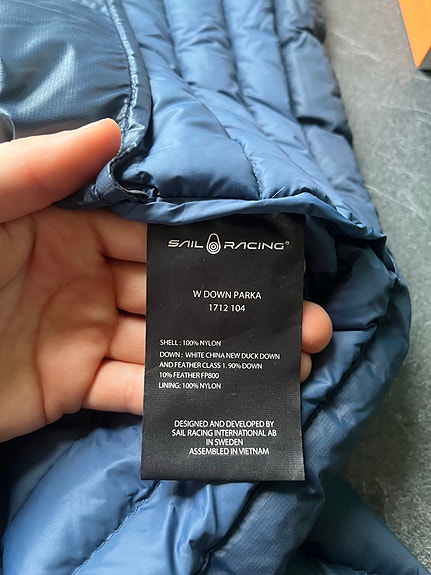 SAIL RACING®
W DOWN PARKA
1712 104
SHELL : 100% NYLON
DOWN : WHITE CHINA NEW DUCK DOWN
AND FEATHER CLASS 1. 90% DOWN
10% FEATHER FP800
LINING: 100% NYLON
DESIGNED AND DEVELOPED BY
SAIL RACING INTERNATIONAL AB
IN SWEDEN
ASSEMBLED IN VIETNAM